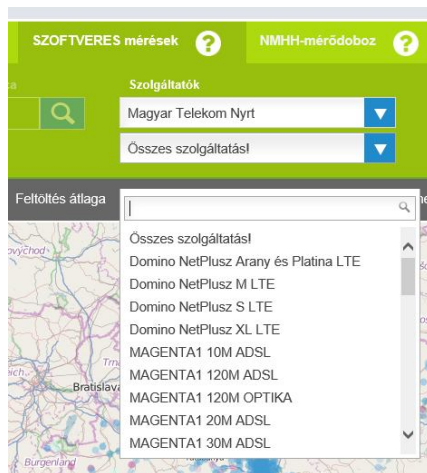 SZOFTVERES mérések ? NMHH-mérődoboz ?
Szolgáltatók
Magyar Telekom Nyrt
Összes szolgáltatás!
Feltöltés átlaga
Összes szolgáltatás!
Domino NetPlusz Arany és Platina LTE
Domino NetPlusz M LTE
Domino NetPlusz S LTE
Domino NetPlusz XL LTE
MAGENTA1 10M ADSL
MAGENTA1 120M ADSL
MAGENTA1 120M OPTIKA
MAGENTA1 20M ADSL
MAGENTA1 30M ADSL
Bratislava
Burgenland